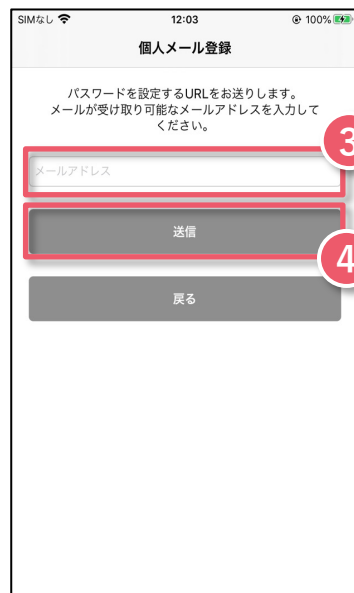 SIMなし 12:03 100%
個人メール登録
パスワードを設定するURLをお送りします。
メールが受け取り可能なメールアドレスを入力して
ください。
3
メールアドレス
送信
4
戻る